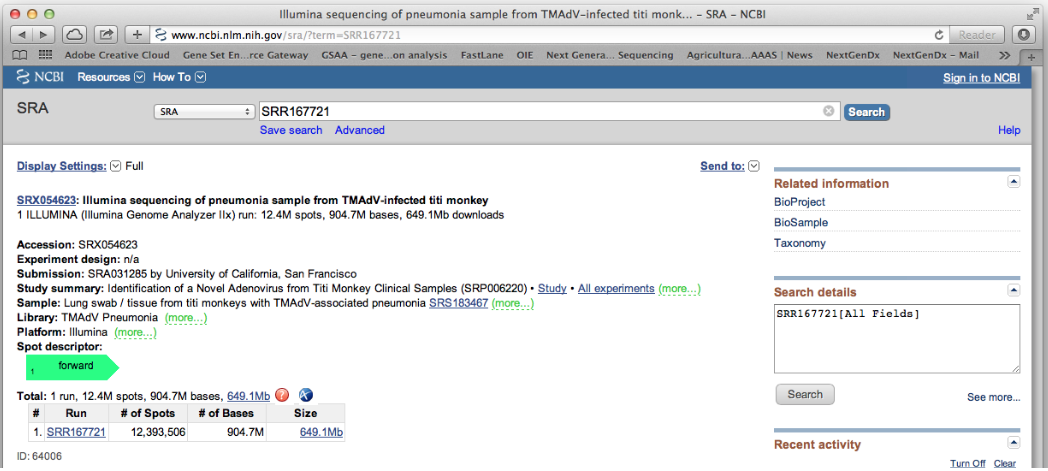 Illumina sequencing of pneumonia sample from TMAdV-infected titi monk... – SRA – NCBI
www.ncbi.nlm.nih.gov/sra/?term=SRR167721
Reader
Adobe Creative Cloud Gene Set En...rce Gateway GSAA - gene...on analysis FastLane OIE Next Genera... Sequencing Agricultura...AAAS | News NextGenDx NextGenDx - Mail >>
NCBI Resources How To Sign in to NCBI
SRA SRA SRR167721 Search
Save search Advanced Help
Display Settings: Full Send to:
SRX054623: Illumina sequencing of pneumonia sample from TMAdV-infected titi monkey
1 ILLUMINA (Illumina Genome Analyzer IIx) run: 12.4M spots, 904.7M bases, 649.1Mb downloads
Accession: SRX054623
Experiment design: n/a
Submission: SRA031285 by University of California, San Francisco
Study summary: Identification of a Novel Adenovirus from Titi Monkey Clinical Samples (SRP006220) • Study • All experiments (more...)
Sample: Lung swab / tissue from titi monkeys with TMAdV-associated pneumonia SRS183467 (more...)
Library: TMAdV Pneumonia (more...)
Platform: Illumina (more...)
Spot descriptor:
1 forward
Total: 1 run, 12.4M spots, 904.7M bases, 649.1Mb
# Run # of Spots # of Bases Size
1. SRR167721 12,393,506 904.7M 649.1Mb
ID: 64006
Related information
BioProject
BioSample
Taxonomy
Search details
SRR167721[All Fields]
Search See more...
Recent activity
Turn Off Clear